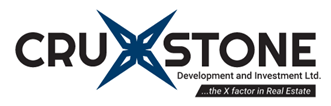 CRUXSTONE
Development and Investment Ltd.
...the X factor in Real Estate